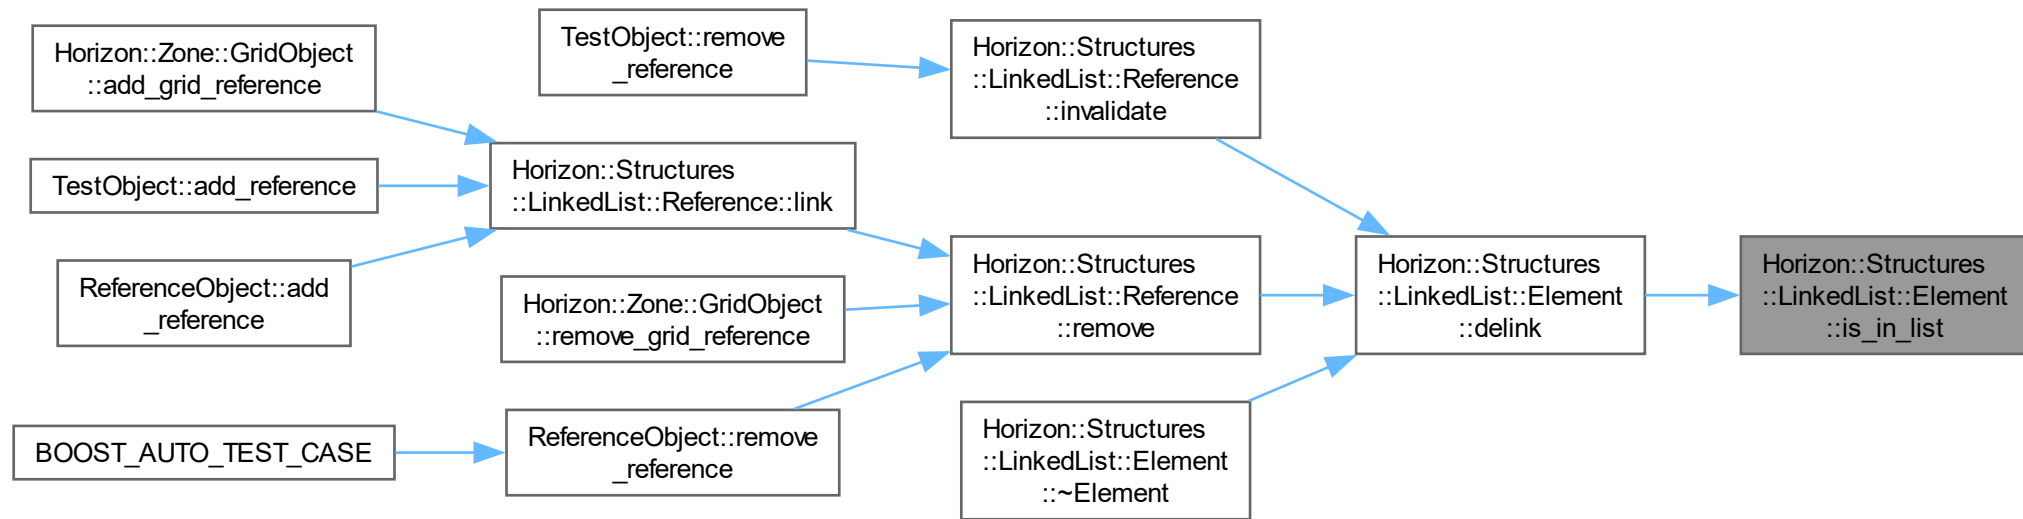 Horizon::Zone::GridObject
::add_grid_reference
TestObject::add_reference
ReferenceObject::add
_reference
BOOST_AUTO_TEST_CASE
TestObject::remove
_reference
Horizon::Structures
::LinkedList::Reference::link
Horizon::Zone::GridObject
::remove_grid_reference
ReferenceObject::remove
_reference
Horizon::Structures
::LinkedList::Reference
::invalidate
Horizon::Structures
::LinkedList::Reference
::remove
Horizon::Structures
::LinkedList::Element
::~Element
Horizon::Structures
::LinkedList::Element
::delink
Horizon::Structures
::LinkedList::Element
::is_in_list